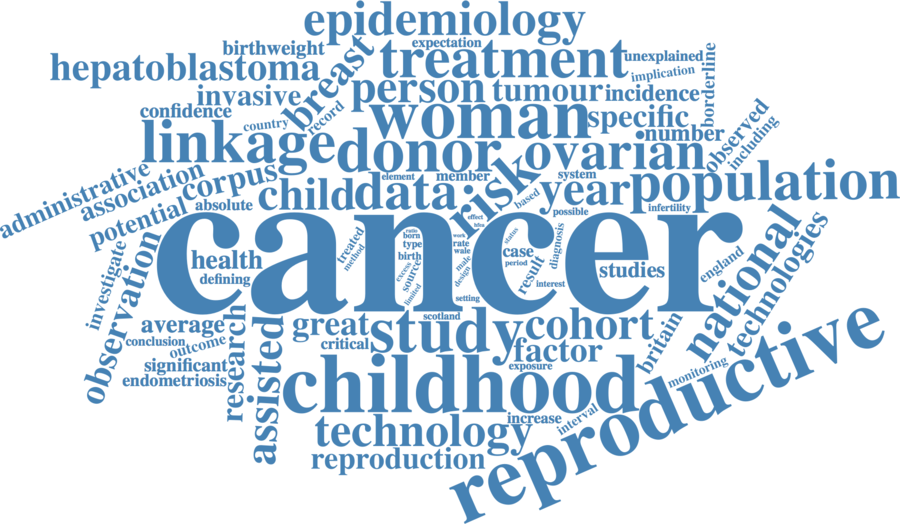 epidemiology
birthweight
expectation
hepatoblastoma
breast
treatment
unexplained
implication
borderline
invasive
person
tumour
incidence
confidence
country
record
woman
specific
number
observed
including
linkage
donor
ovarian
administrative
association
corpus
element
member
risk
system
potential
absolute
child
data
based
year
possible
population
infertility
cancer
health
defining
treated
method
ratio
born
type
birth
excess
source
limited
effect
work
rate
wale
male
design
setting
status
case
period
result
diagnosis
interest
studies
england
national
technologies
investigate
observation
scotland
average
conclusion
outcome
significant
endometriosis
research
assisted
great
critical
study
cohort
factor
exposure
britain
monitoring
childhood
reproductive
technology
increase
interval
reproduction